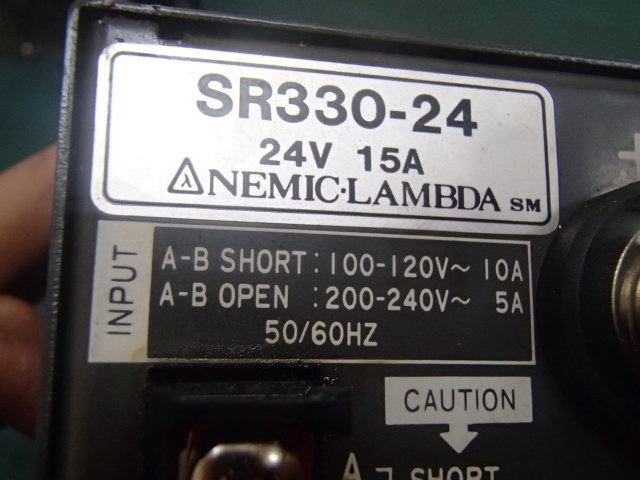 SR330-24
24V 15A
NEMIC·LAMBDA SM
INPUT
A-B SHORT : 100-120V~ 10A
A-B OPEN : 200-240V~ 5A
50/60HZ
CAUTION
A SHORT